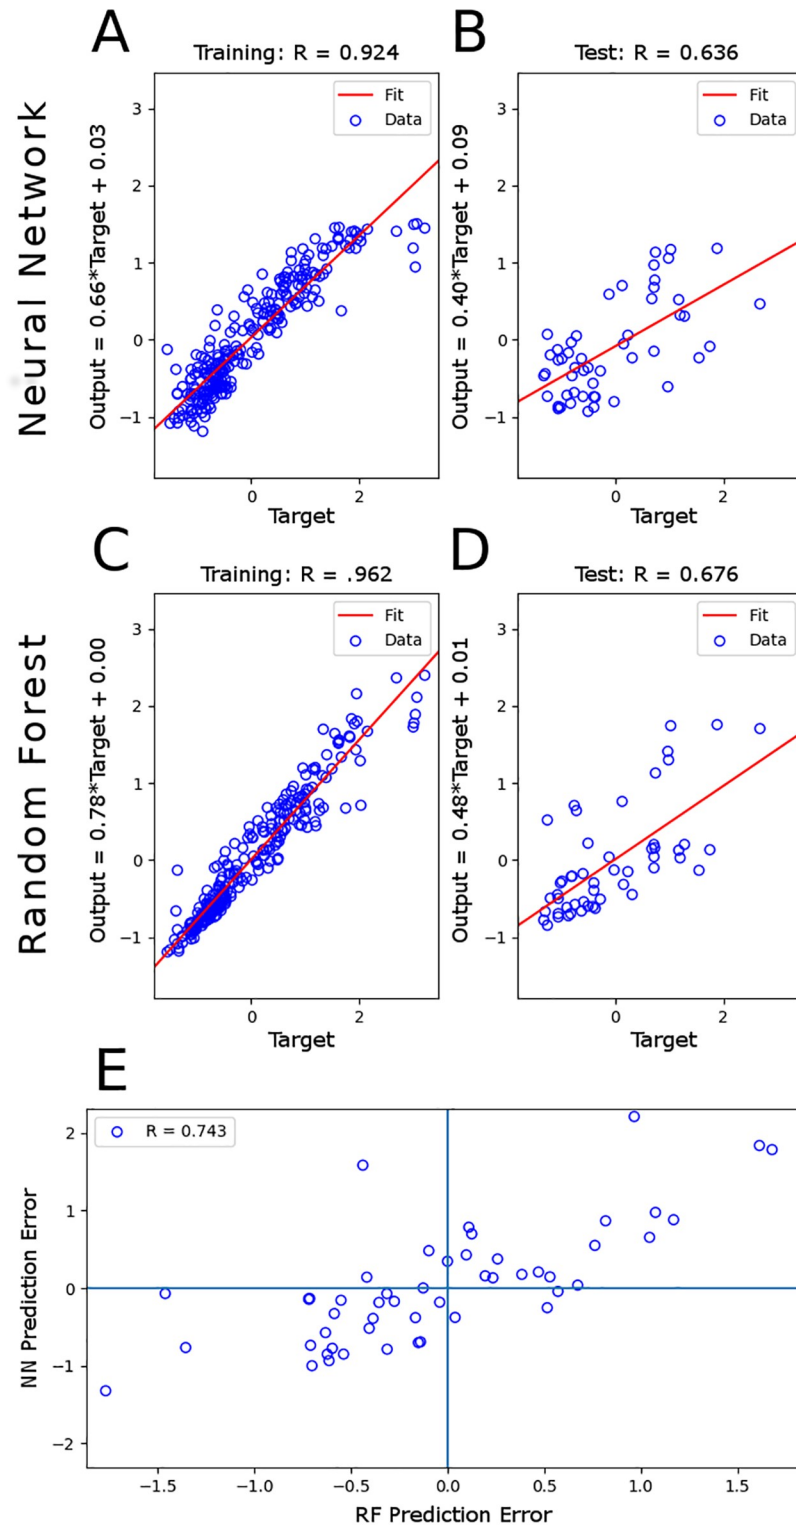 A
B
Neural Network
Training: R = 0.924
Output = 0.66*Target + 0.03
Fit
Data
3
2
1
0
−1
0
2
Target
Test: R = 0.636
Output = 0.40*Target + 0.09
Fit
Data
3
2
1
0
−1
0
2
Target
C
D
Random Forest
Training: R = .962
Output = 0.78*Target + 0.00
Fit
Data
3
2
1
0
−1
0
2
Target
Test: R = 0.676
Output = 0.48*Target + 0.01
Fit
Data
3
2
1
0
−1
0
2
Target
E
R = 0.743
NN Prediction Error
2
1
0
−1
−2
−1.5
−1.0
−0.5
0.0
0.5
1.0
1.5
RF Prediction Error